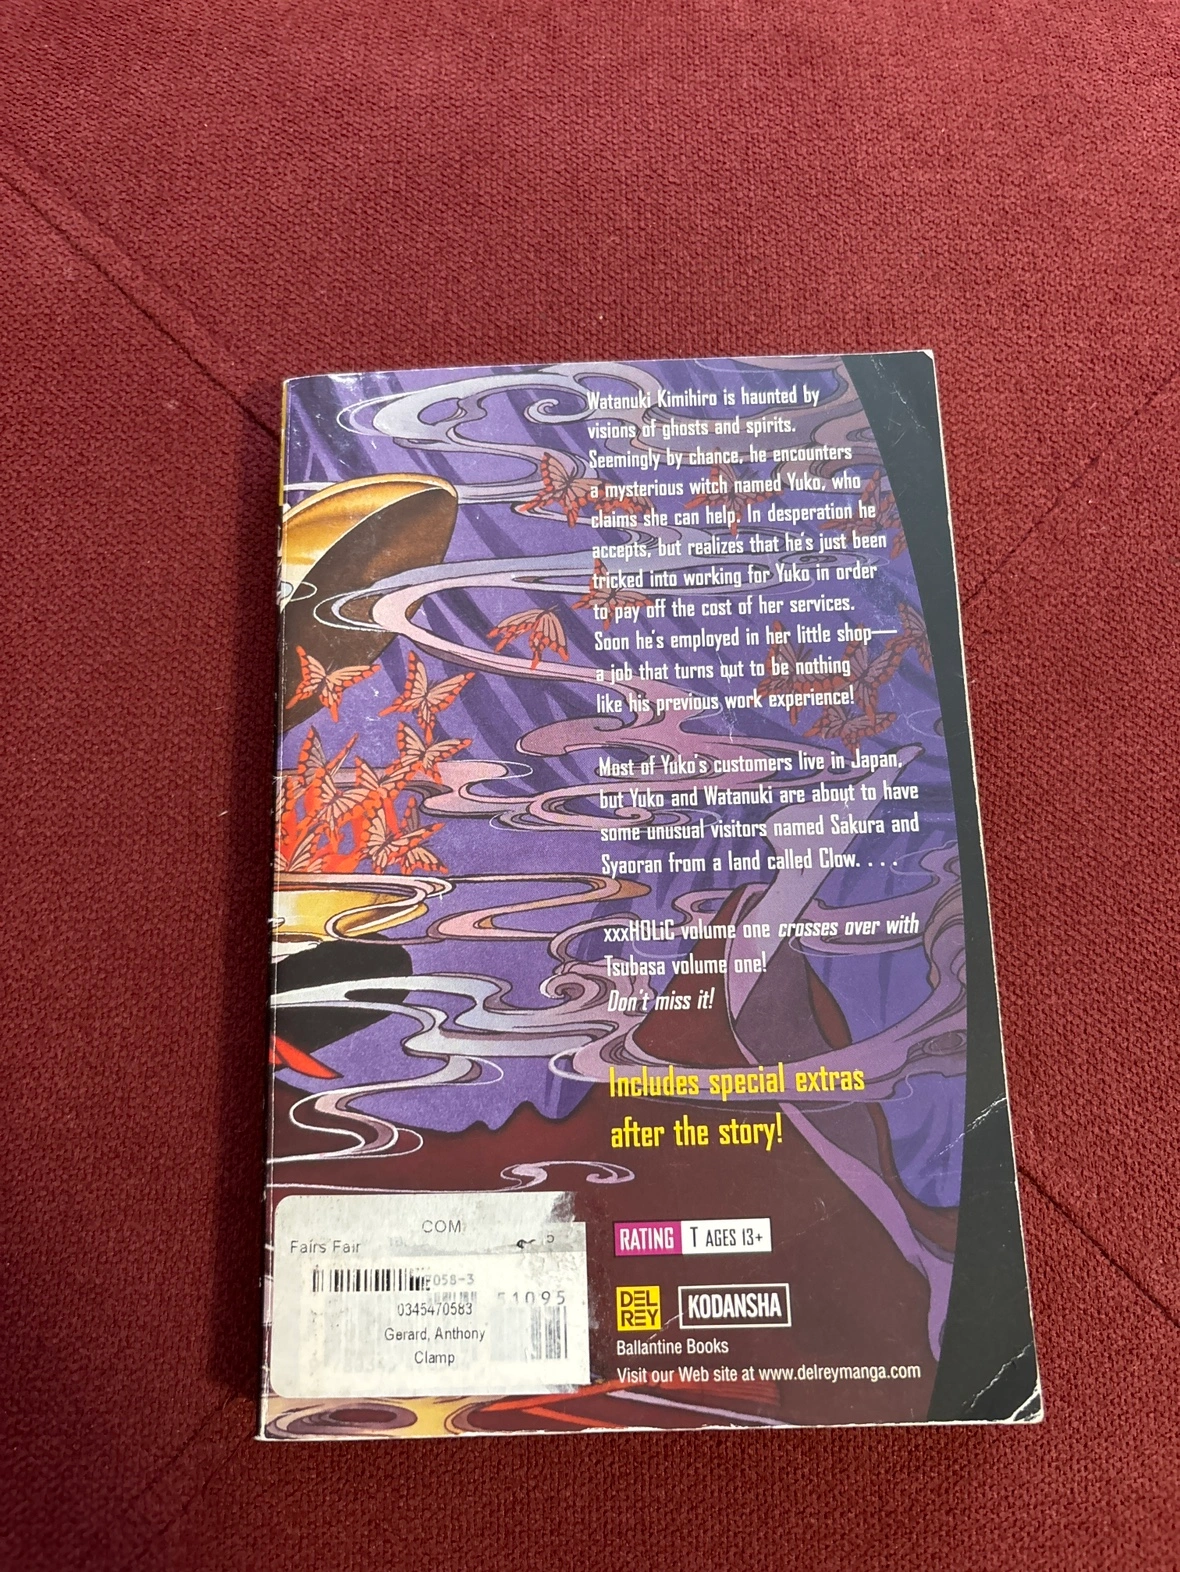 Watanuki Kimihiro is haunted by
visions of ghosts and spirits.
Seemingly by chance, he encounters
a mysterious witch named Yuko, who
claims she can help. In desperation he
accepts, but realizes that he's just been
tricked into working for Yuko in order
to pay off the cost of her services.
Soon he's employed in her little shop—
a job that turns out to be nothing
like his previous work experience!
Most of Yuko's customers live in Japan,
but Yuko and Watanuki are about to have
some unusual visitors named Sakura and
Syaoran from a land called Clow. . . .
xxxHOLiC volume one crosses over with
Tsubasa volume one!
Don't miss it!
Includes special extras
after the story!
COM
Fairs Fair
058-3
51095
0345470583
Gerard, Anthony
Clamp
RATING T AGES 13+
DEL REY
KODANSHA
Ballantine Books
Visit our Web site at www.delreymanga.com